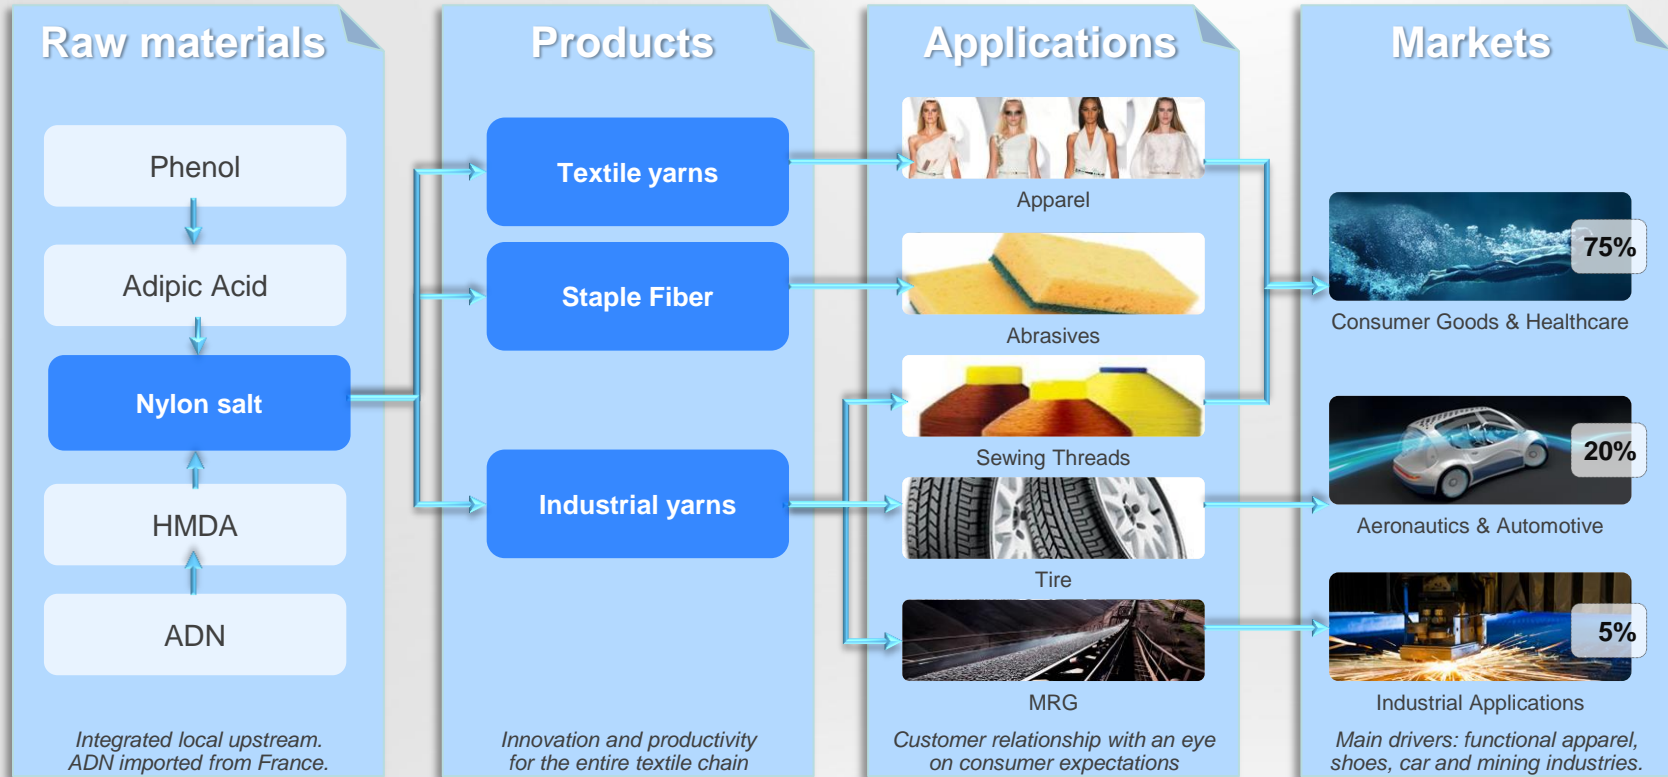 Raw materials
Phenol
Adipic Acid
Nylon salt
HMDA
ADN
Integrated local upstream.
ADN imported from France.
Products
Textile yarns
Staple Fiber
Industrial yarns
Innovation and productivity
for the entire textile chain
Applications
Apparel
Abrasives
Sewing Threads
Tire
MRG
Customer relationship with an eye
on consumer expectations
Markets
75%
Consumer Goods & Healthcare
20%
Aeronautics & Automotive
5%
Industrial Applications
Main drivers: functional apparel,
shoes, car and mining industries.